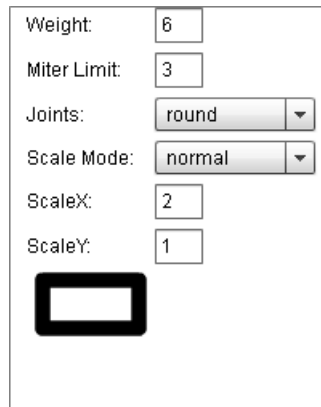 Weight: 6
Miter Limit: 3
Joints: round
Scale Mode: normal
ScaleX: 2
ScaleY: 1